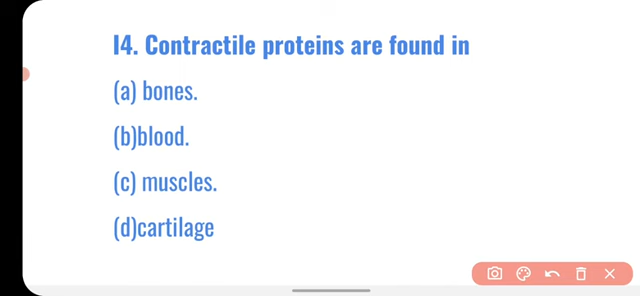 14. Contractile proteins are found in
(a) bones.
(b)blood.
(c) muscles.
(d)cartilage